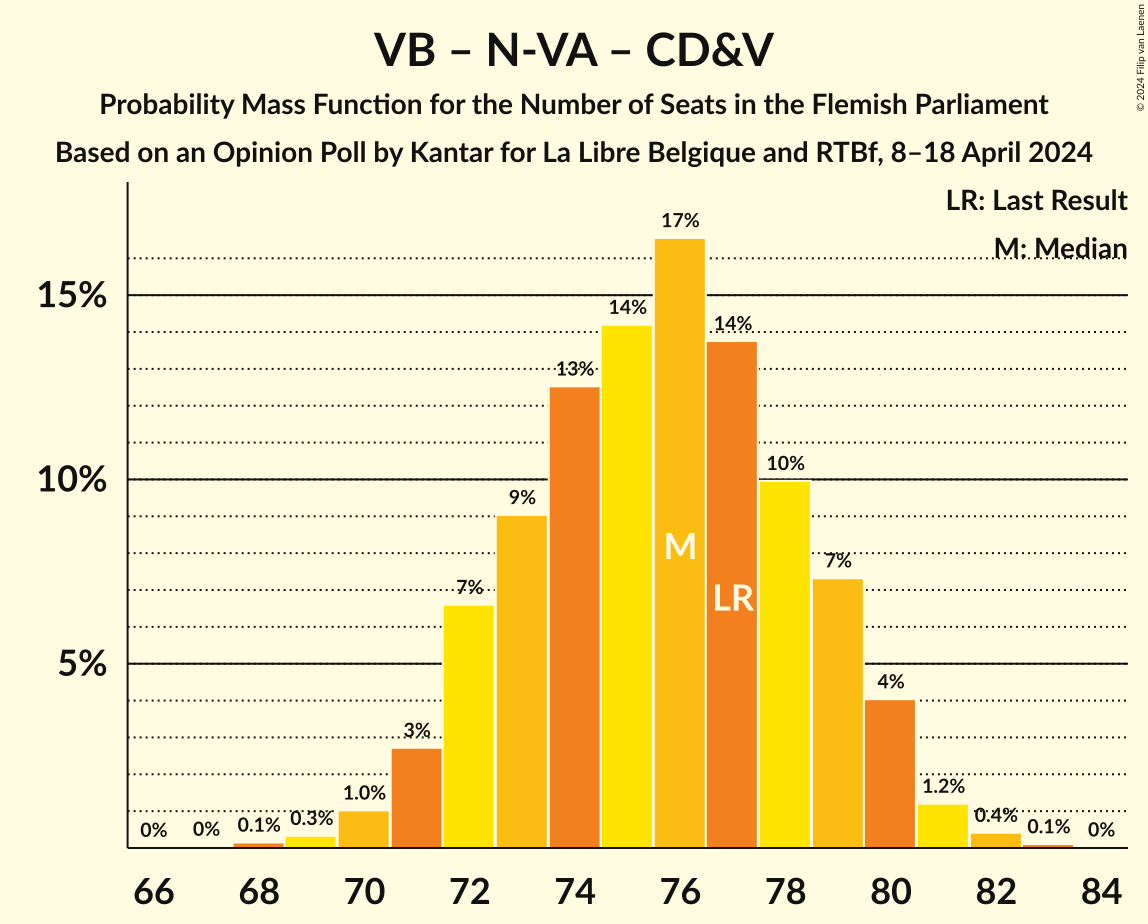 VB – N-VA – CD&V
Probability Mass Function for the Number of Seats in the Flemish Parliament
Based on an Opinion Poll by Kantar for La Libre Belgique and RTBf, 8–18 April 2024
© 2024 Filip van Laenen
LR: Last Result
M: Median
15%
10%
5%
0%
0%
0.1%
0.3%
1.0%
3%
7%
9%
13%
14%
17%
14%
10%
7%
4%
1.2%
0.4%
0.1%
0%
M
LR
66 68 70 72 74 76 78 80 82 84